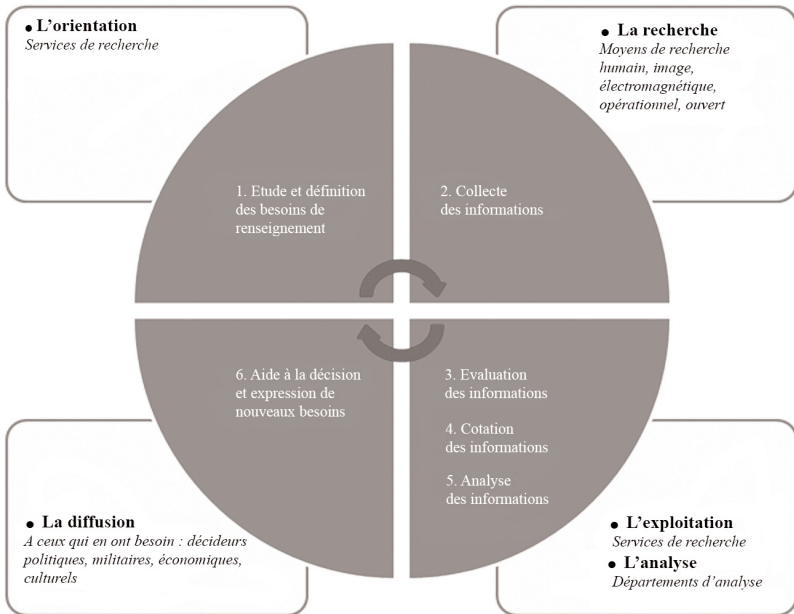 • L’orientation
Services de recherche
• La recherche
Moyens de recherche
humain, image,
électromagnétique,
opérationnel, ouvert
1. Etude et définition
des besoins de
renseignement
2. Collecte
des informations
6. Aide à la décision
et expression de
nouveaux besoins
3. Evaluation
des informations
4. Cotation
des informations
5. Analyse
des informations
• La diffusion
A ceux qui en ont besoin : décideurs
politiques, militaires, économiques,
culturels
• L’exploitation
Services de recherche
• L’analyse
Départements d’analyse